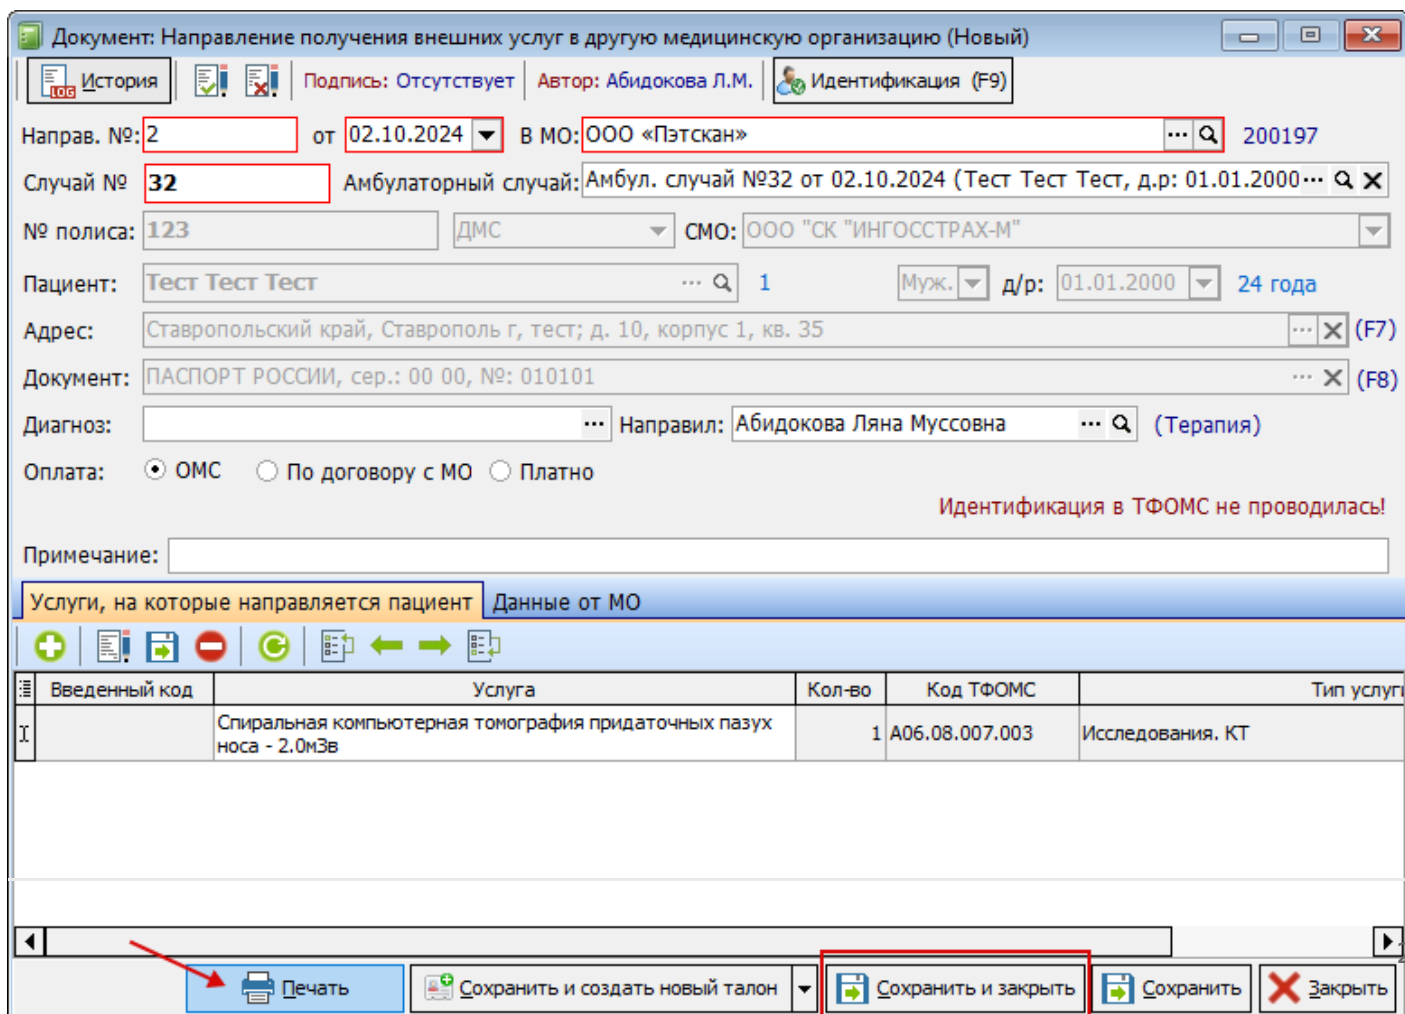 Документ: Направление получения внешних услуг в другую медицинскую организацию (Новый)
LOG История Подпись: Отсутствует Автор: Абидокова Л.М. Идентификация (F9)
Направ. №: 2 от 02.10.2024 В МО: ООО «Пэтскан» ... 200197
Случай № 32 Амбулаторный случай: Амбул. случай №32 от 02.10.2024 (Тест Тест Тест, д.р: 01.01.2000 ...
№ полиса: 123 ДМС СМО: ООО "СК "ИНГОССТРАХ-М"
Пациент: Тест Тест Тест ... 1 Муж. д/р: 01.01.2000 24 года
Адрес: Ставропольский край, Ставрополь г, тест; д. 10, корпус 1, кв. 35 ... (F7)
Документ: ПАСПОРТ РОССИИ, сер.: 00 00, №: 010101 ... (F8)
Диагноз: ... Направил: Абидокова Ляна Муссовна ... (Терапия)
Оплата: ОМС По договору с МО Платно
Идентификация в ТФОМС не проводилась!
Примечание:
Услуги, на которые направляется пациент Данные от МО
Введенный код Услуга Кол-во Код ТФОМС Тип услуги
Спиральная компьютерная томография придаточных пазух
носа - 2.0мЗв 1 A06.08.007.003 Исследования. КТ
Печать Сохранить и создать новый талон Сохранить и закрыть Сохранить Закрыть